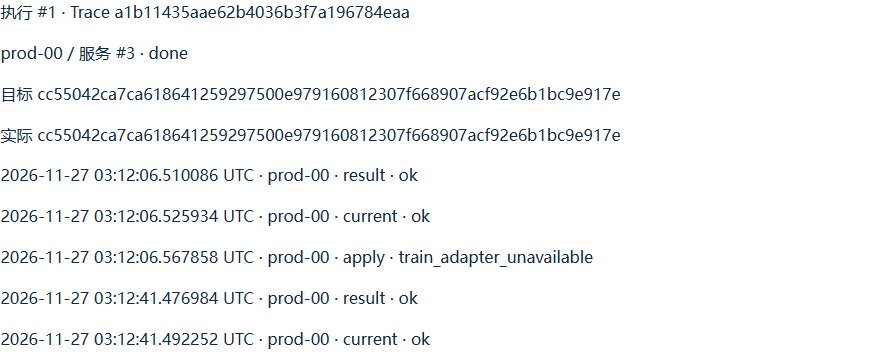 执行 #1 · Trace a1b11435aae62b4036b3f7a196784eaa
prod-00 / 服务 #3 · done
目标 cc55042ca7ca618641259297500e979160812307f668907acf92e6b1bc9e917e
实际 cc55042ca7ca618641259297500e979160812307f668907acf92e6b1bc9e917e
2026-11-27 03:12:06.510086 UTC · prod-00 · result · ok
2026-11-27 03:12:06.525934 UTC · prod-00 · current · ok
2026-11-27 03:12:06.567858 UTC · prod-00 · apply · train_adapter_unavailable
2026-11-27 03:12:41.476984 UTC · prod-00 · result · ok
2026-11-27 03:12:41.492252 UTC · prod-00 · current · ok